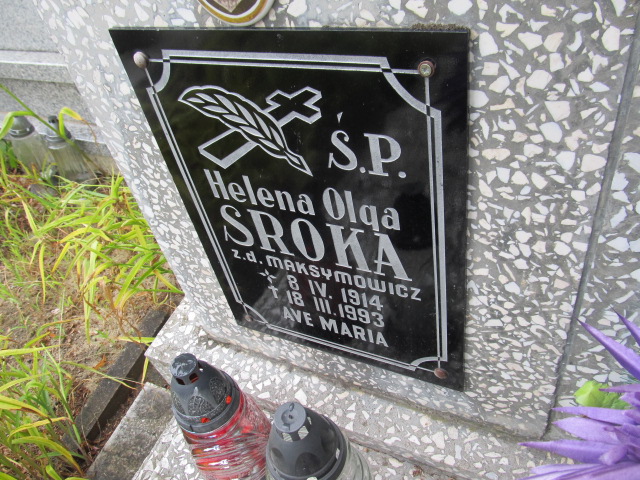 Ś.P.
Helena Olga
SROKA
z.d. MAKSYMOWICZ
* 8 IV. 1914
† 18 III. 1993
AVE MARIA